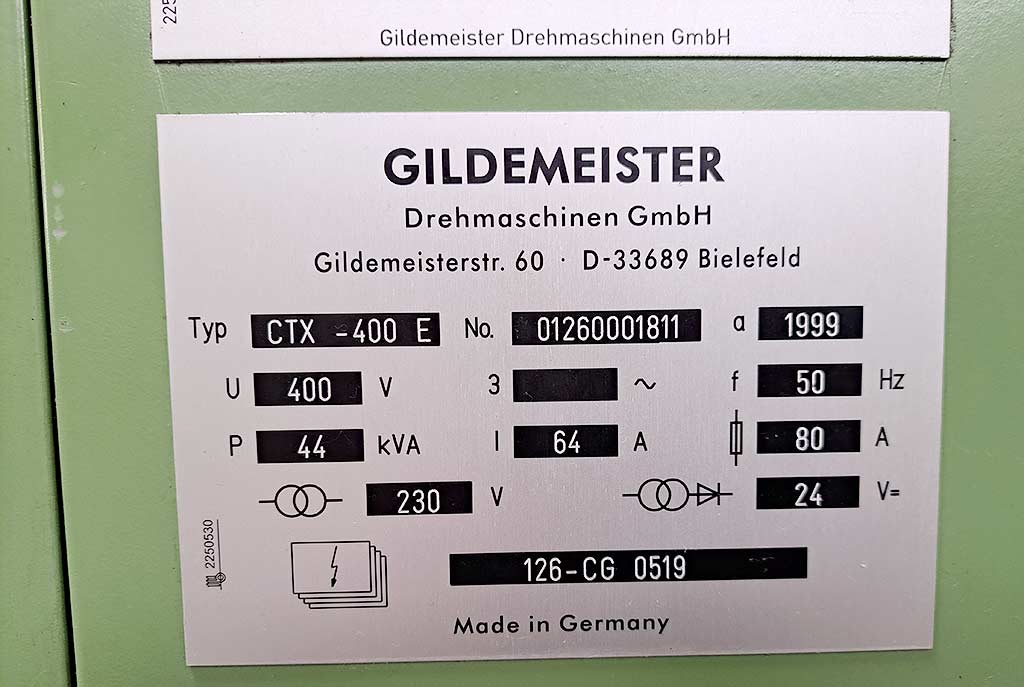 225
Gildemeister Drehmaschinen GmbH
GILDEMEISTER
Drehmaschinen GmbH
Gildemeisterstr. 60 · D-33689 Bielefeld
Typ CTX -400 E No. 01260001811 a 1999
U 400 V 3 ~ f 50 Hz
P 44 kVA I 64 A 80 A
230 V 24 V=
2250530
126-CG 0519
Made in Germany